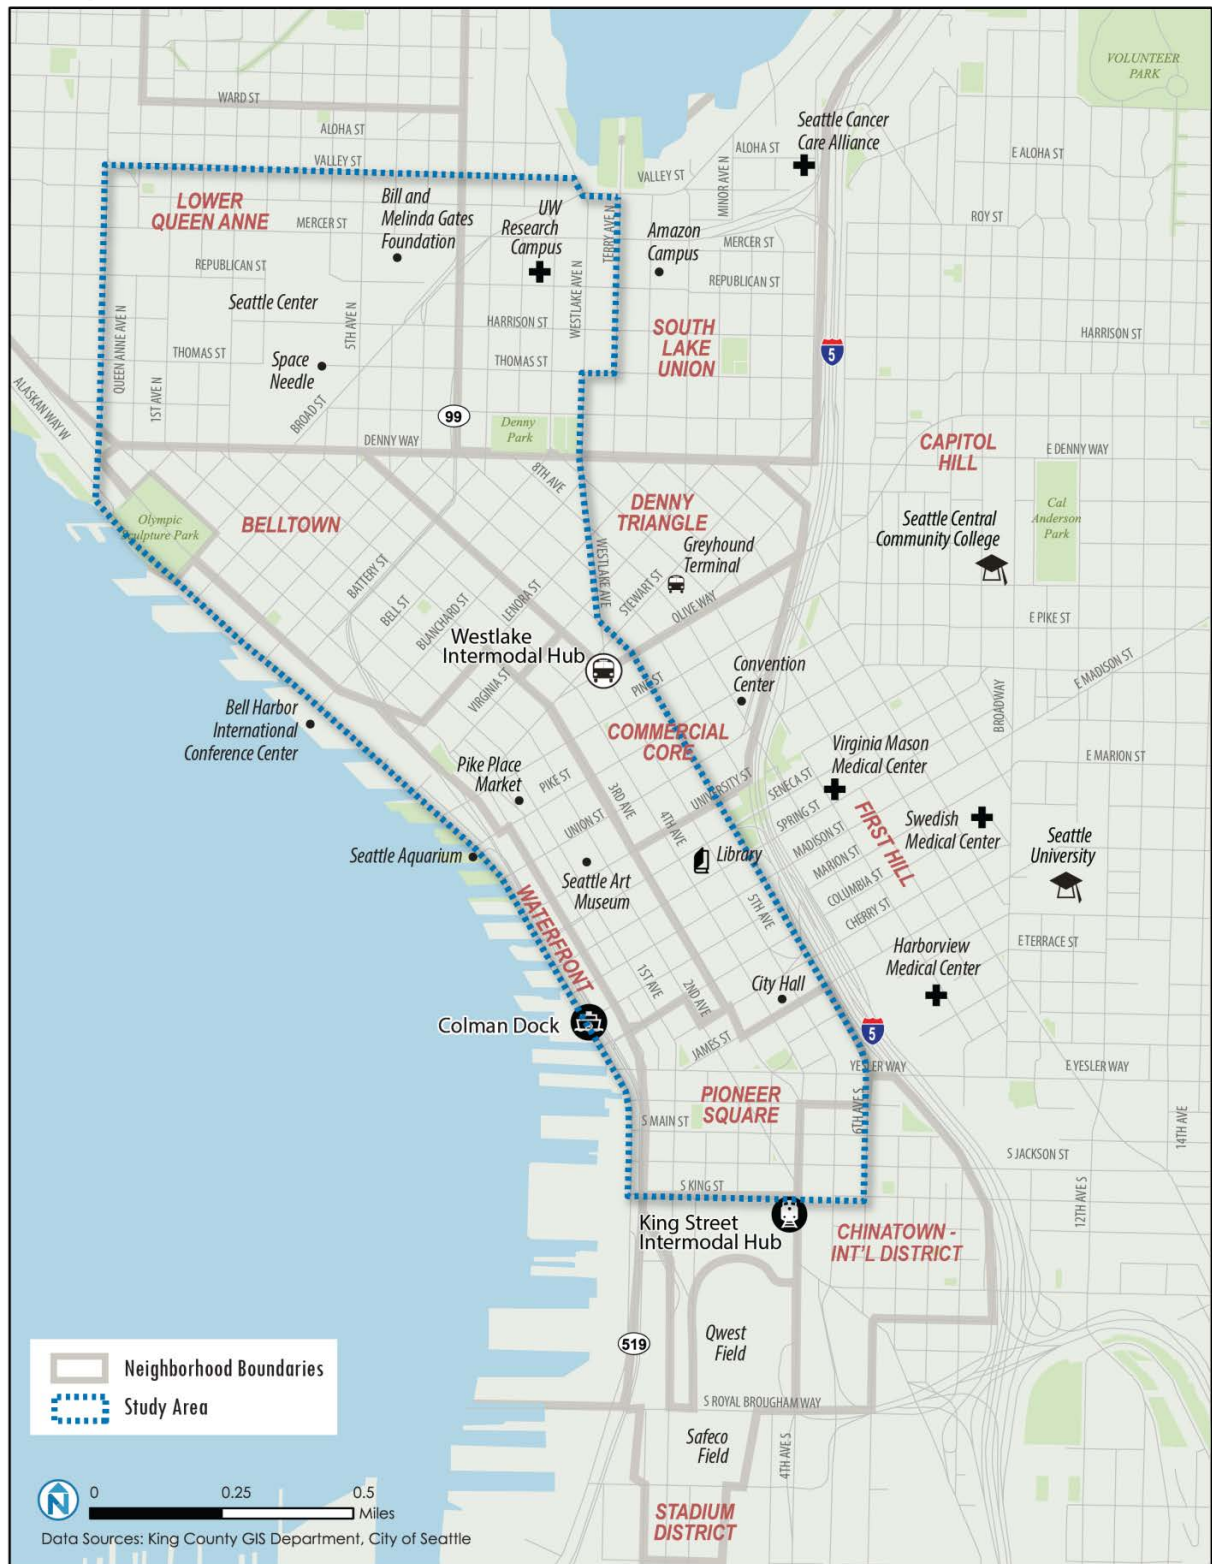 VOLUNTEER
PARK
WARD ST
ALOHA ST
VALLEY ST
Seattle Cancer
Care Alliance
ALOHA ST
MINOR AVE N
VALLEY ST
E ALOHA ST
LOWER
QUEEN ANNE
MERCER ST
Bill and
Melinda Gates
Foundation
UW
Research
Campus
TERRY AVE N
Amazon
Campus
MERCER ST
ROY ST
REPUBLICAN ST
REPUBLICAN ST
Seattle Center
5TH AVE N
WESTLAKE AVE N
HARRISON ST
SOUTH
LAKE
UNION
HARRISON ST
QUEEN ANNE AVE N
THOMAS ST
Space
Needle
THOMAS ST
5
ALASKAN WAY W
1ST AVE N
BROAD ST
99
Denny
Park
DENNY WAY
CAPITOL
HILL
E DENNY WAY
8TH AVE
Olympic
Sculpture Park
BELLTOWN
DENNY
TRIANGLE
Cal
Anderson
Park
Seattle Central
Community College
Greyhound
Terminal
BATTERY ST
BELL ST
BLANCHARD ST
LENORA ST
WESTLAKE AVE
STEWART ST
OLIVE WAY
E PIKE ST
Westlake
Intermodal Hub
VIRGINIA ST
PINE ST
Convention
Center
BROADWAY
E MADISON ST
Bell Harbor
International
Conference Center
COMMERCIAL
CORE
Virginia Mason
Medical Center
E MARION ST
Pike Place
Market
PIKE ST
3RD AVE
UNIVERSITY ST
SENECA ST
SPRING ST
UNION ST
4TH AVE
MADISON ST
MARION ST
COLUMBIA ST
CHERRY ST
FIRST HILL
Swedish
Medical Center
Seattle
University
Seattle Aquarium
Library
Seattle Art
Museum
5TH AVE
WATERFRONT
E TERRACE ST
Harborview
Medical Center
1ST AVE
2ND AVE
City Hall
Colman Dock
JAMES ST
5
YESLER WAY
E YESLER WAY
PIONEER
SQUARE
S MAIN ST
6TH AVE S
14TH AVE
S JACKSON ST
S KING ST
12TH AVE S
King Street
Intermodal Hub
CHINATOWN -
INT'L DISTRICT
Qwest
Field
519
Neighborhood Boundaries
Study Area
S ROYAL BROUGHAM WAY
Safeco
Field
4TH AVE S
STADIUM
DISTRICT
N
0
0.25
0.5
Miles
Data Sources: King County GIS Department, City of Seattle